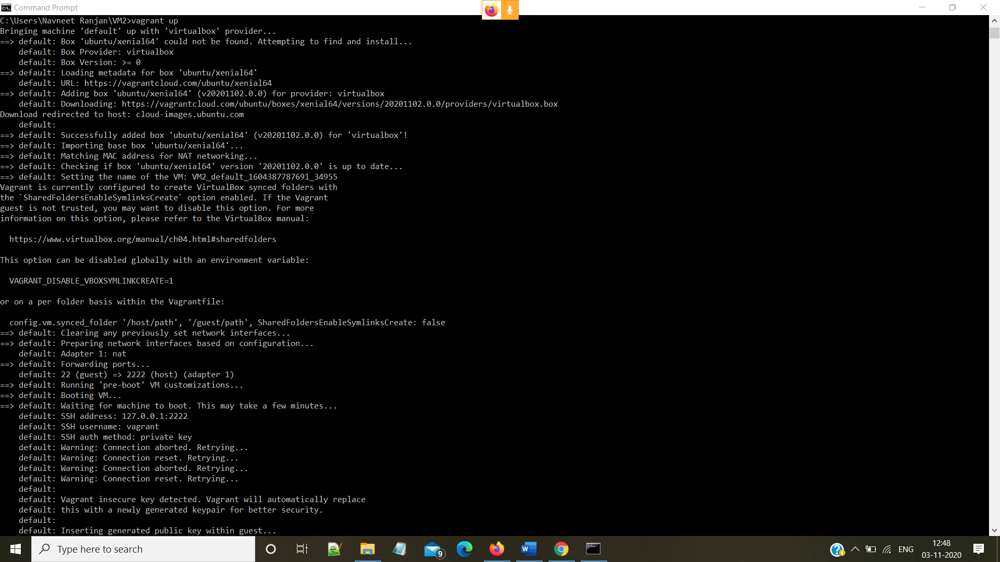 Command Prompt
C:\Users\Navneet Ranjan\VM2>vagrant up
Bringing machine 'default' up with 'virtualbox' provider...
==> default: Box 'ubuntu/xenial64' could not be found. Attempting to find and install...
    default: Box Provider: virtualbox
    default: Box Version: >= 0
==> default: Loading metadata for box 'ubuntu/xenial64'
    default: URL: https://vagrantcloud.com/ubuntu/xenial64
==> default: Adding box 'ubuntu/xenial64' (v20201102.0.0) for provider: virtualbox
    default: Downloading: https://vagrantcloud.com/ubuntu/boxes/xenial64/versions/20201102.0.0/providers/virtualbox.box
Download redirected to host: cloud-images.ubuntu.com
    default:
==> default: Successfully added box 'ubuntu/xenial64' (v20201102.0.0) for 'virtualbox'!
==> default: Importing base box 'ubuntu/xenial64'...
==> default: Matching MAC address for NAT networking...
==> default: Checking if box 'ubuntu/xenial64' version '20201102.0.0' is up to date...
==> default: Setting the name of the VM: VM2_default_1604387787691_34955
Vagrant is currently configured to create VirtualBox synced folders with
the `SharedFoldersEnableSymlinksCreate` option enabled. If the Vagrant
guest is not trusted, you may want to disable this option. For more
information on this option, please refer to the VirtualBox manual:
  https://www.virtualbox.org/manual/ch04.html#sharedfolders
This option can be disabled globally with an environment variable:
  VAGRANT_DISABLE_VBOXSYMLINKCREATE=1
or on a per folder basis within the Vagrantfile:
  config.vm.synced_folder '/host/path', '/guest/path', SharedFoldersEnableSymlinksCreate: false
==> default: Clearing any previously set network interfaces...
==> default: Preparing network interfaces based on configuration...
    default: Adapter 1: nat
==> default: Forwarding ports...
    default: 22 (guest) => 2222 (host) (adapter 1)
==> default: Running 'pre-boot' VM customizations...
==> default: Booting VM...
==> default: Waiting for machine to boot. This may take a few minutes...
    default: SSH address: 127.0.0.1:2222
    default: SSH username: vagrant
    default: SSH auth method: private key
    default: Warning: Connection aborted. Retrying...
    default: Warning: Connection reset. Retrying...
    default: Warning: Connection aborted. Retrying...
    default: Warning: Connection reset. Retrying...
    default:
    default: Vagrant insecure key detected. Vagrant will automatically replace
    default: this with a newly generated keypair for better security.
    default:
    default: Inserting generated public key within guest...
Type here to search
9
ENG
12:48
03-11-2020